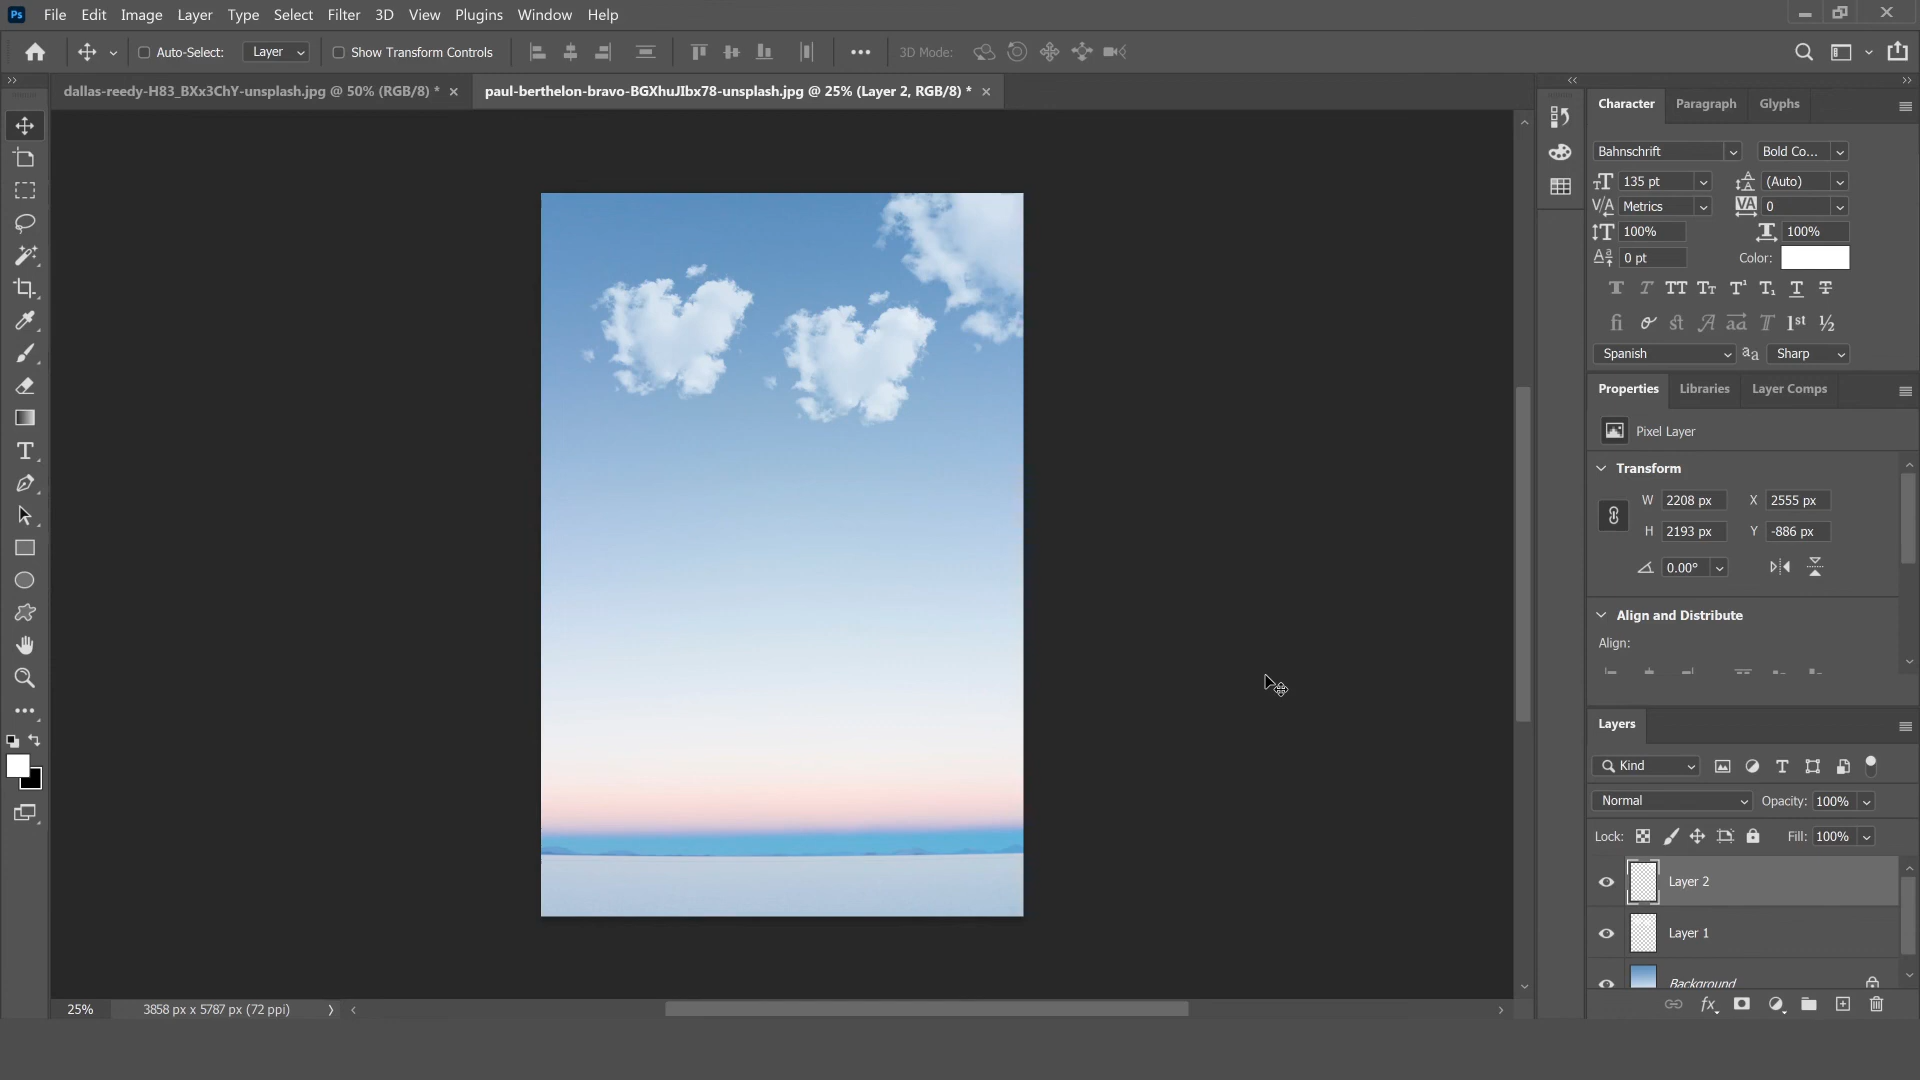 Ps File Edit Image Layer Type Select Filter 3D View Plugins Window Help
Auto-Select: Layer Show Transform Controls 3D Mode:
dallas-reedy-H83_BXx3ChY-unsplash.jpg @ 50% (RGB/8) *
paul-berthelon-bravo-BGXhuJIbx78-unsplash.jpg @ 25% (Layer 2, RGB/8) *
Character Paragraph Glyphs
Bahnschrift Bold Co...
135 pt (Auto)
Metrics 0
100% 100%
0 pt Color:
Spanish Sharp
Properties Libraries Layer Comps
Pixel Layer
Transform
W 2208 px X 2555 px
H 2193 px Y -886 px
0.00°
Align and Distribute
Align:
Layers
Kind
Normal Opacity: 100%
Lock: Fill: 100%
Layer 2
Layer 1
Background
25% 3858 px x 5787 px (72 ppi)